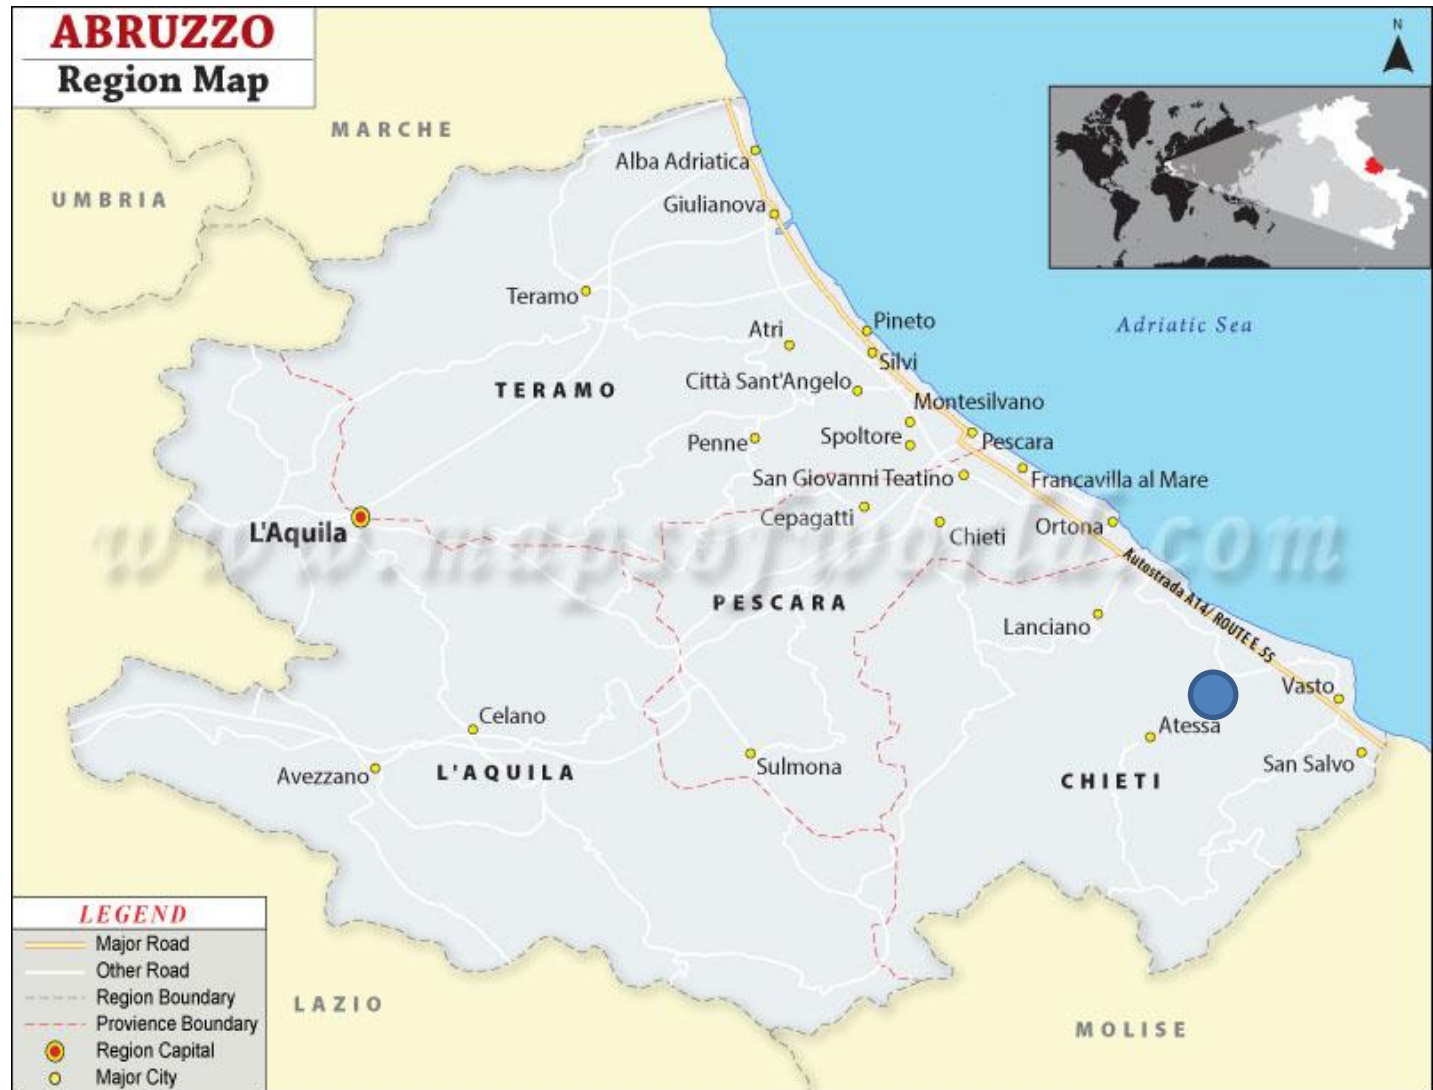 ABRUZZO
Region Map
N
MARCHE
UMBRIA
Alba Adriatica
Giulianova
Teramo
Adriatic Sea
Pineto
Atri
Silvi
TERAMO
Città Sant'Angelo
Montesilvano
Penne
Spoltore
Pescara
San Giovanni Teatino
Francavilla al Mare
Cepagatti
L'Aquila
Chieti
Ortona
www.mapsofworld.com
Autostrada A14/ ROUTE E 55
PESCARA
Lanciano
Vasto
Celano
Atessa
Avezzano
L'AQUILA
Sulmona
CHIETI
San Salvo
LEGEND
Major Road
Other Road
Region Boundary
Provience Boundary
Region Capital
Major City
LAZIO
MOLISE